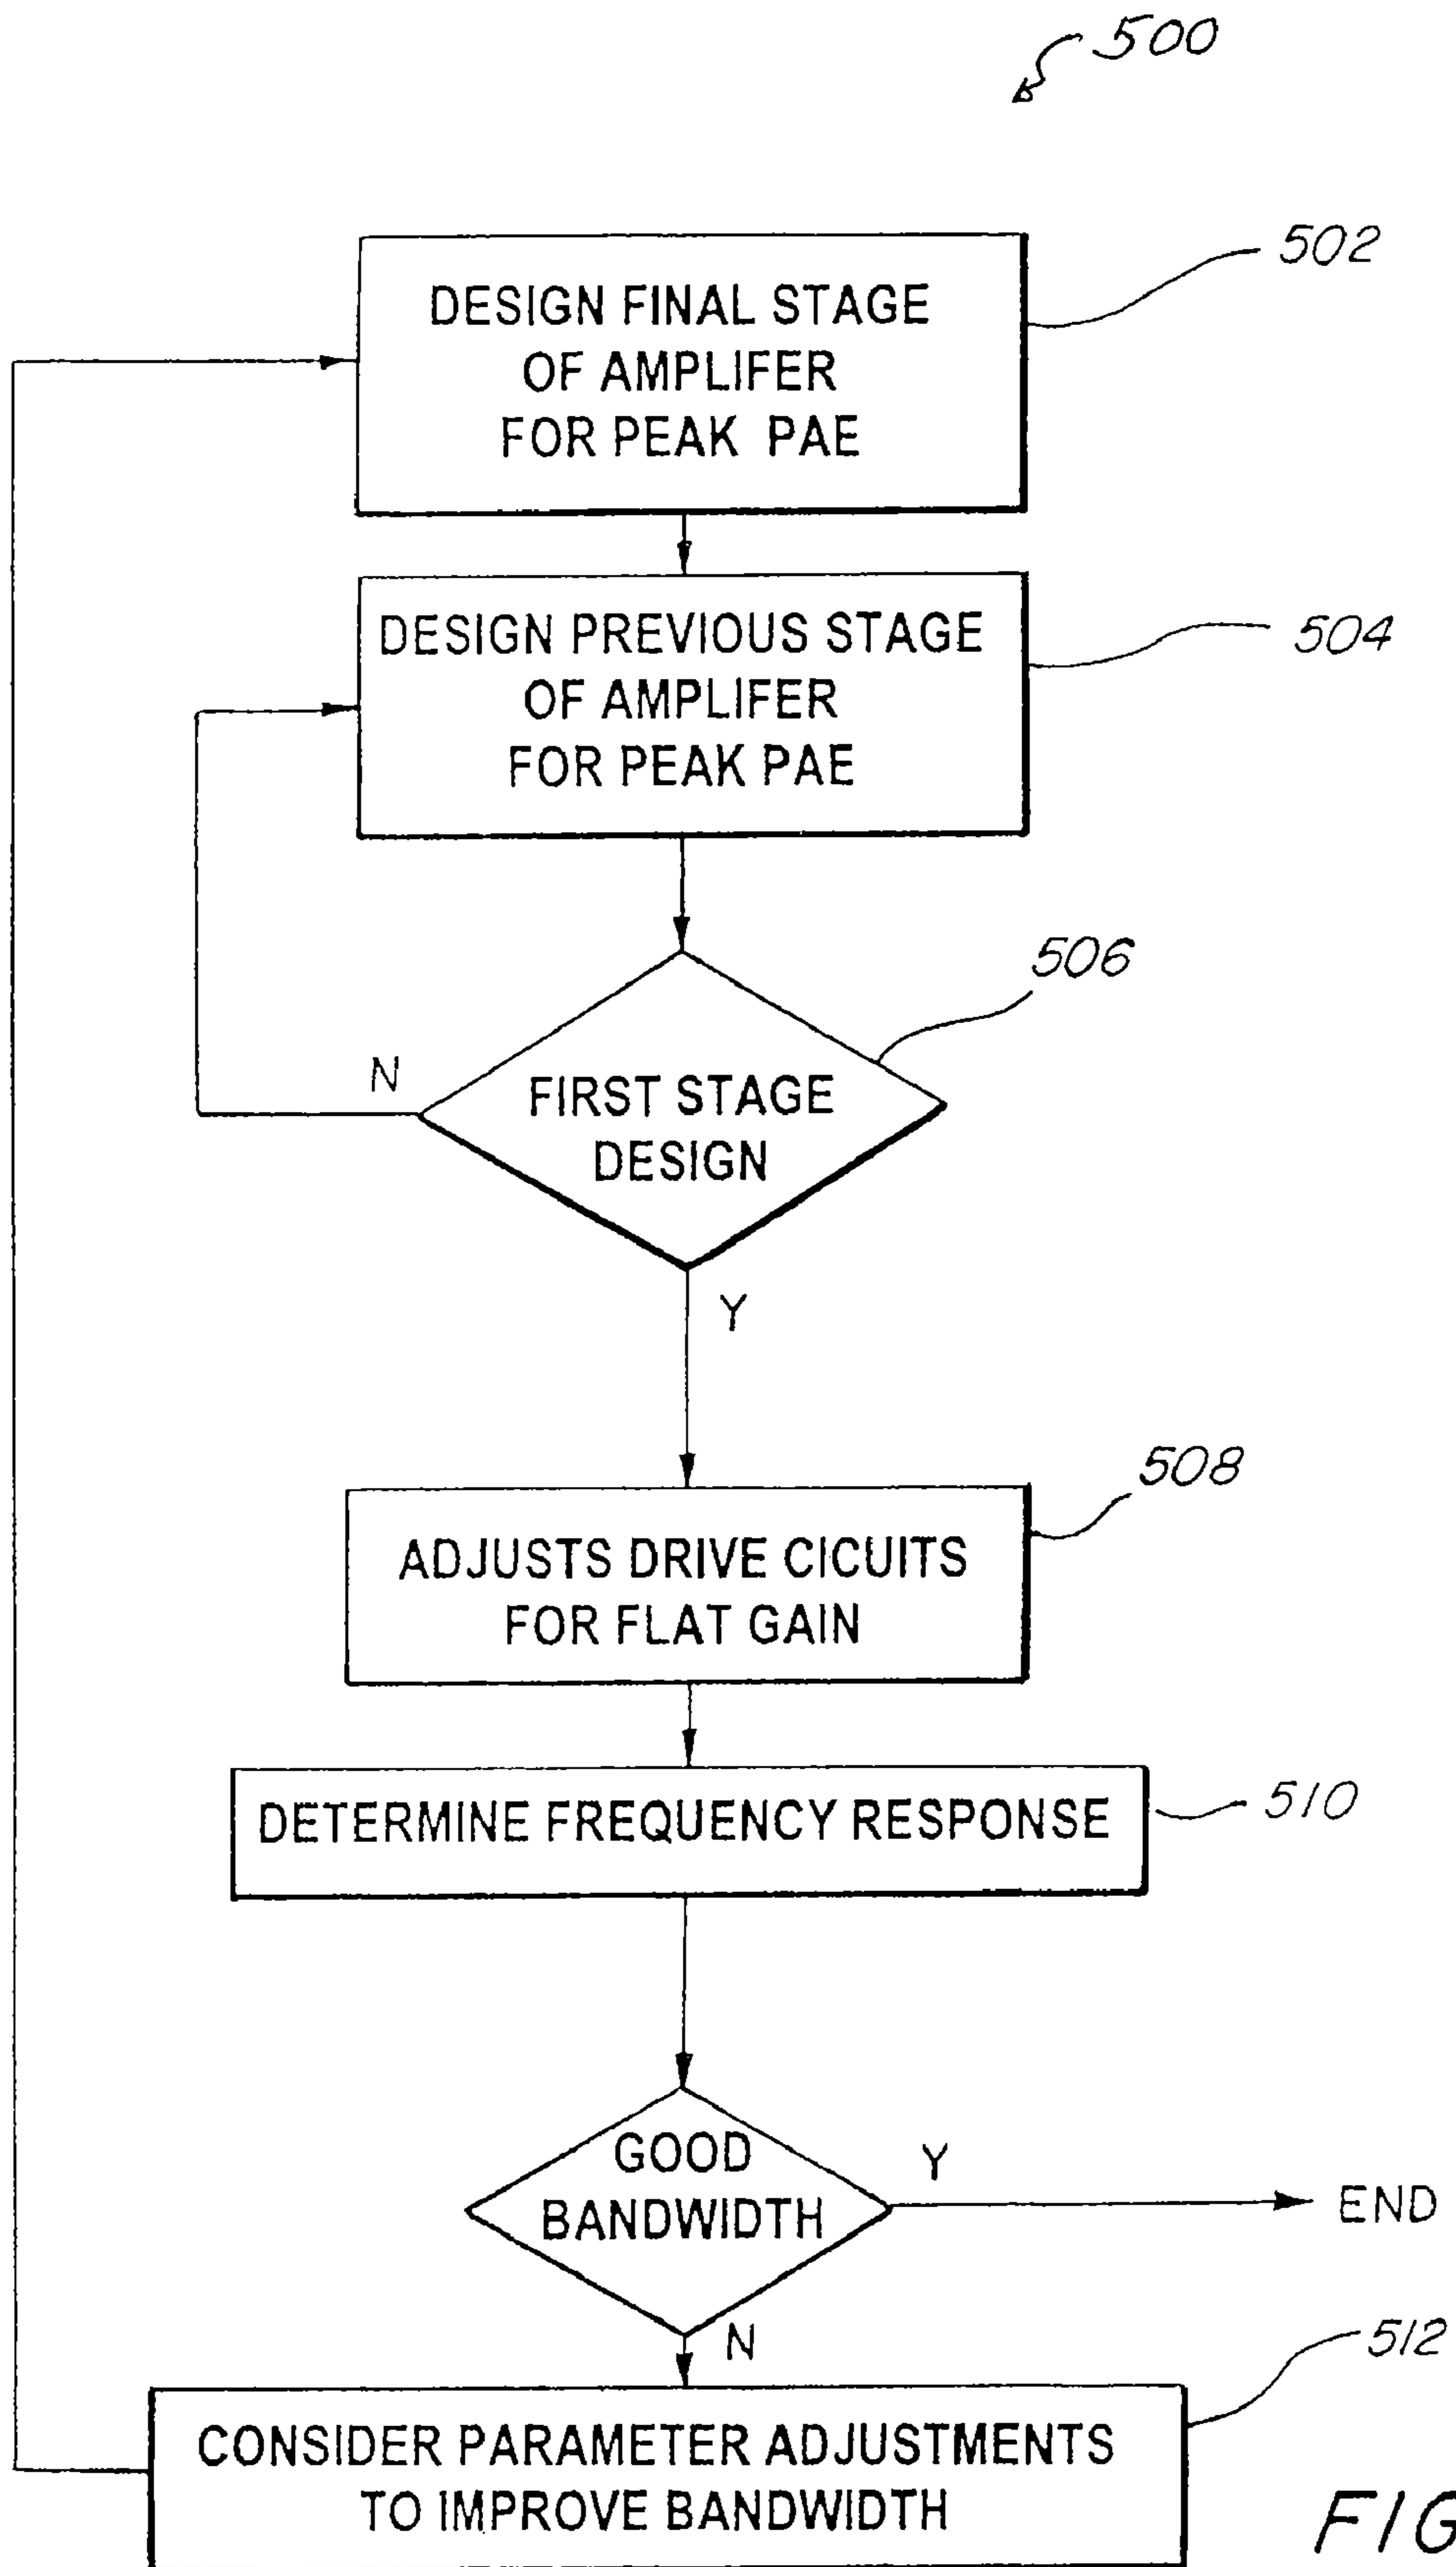 500
DESIGN FINAL STAGE
OF AMPLIFER
FOR PEAK PAE
502
DESIGN PREVIOUS STAGE
OF AMPLIFER
FOR PEAK PAE
504
506
N
FIRST STAGE
DESIGN
Y
508
ADJUSTS DRIVE CICUITS
FOR FLAT GAIN
DETERMINE FREQUENCY RESPONSE
510
GOOD
BANDWIDTH
Y
END
N
512
CONSIDER PARAMETER ADJUSTMENTS
TO IMPROVE BANDWIDTH
FIG